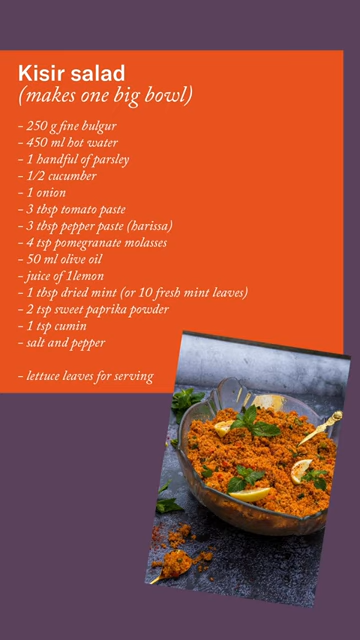 Kisir salad
(makes one big bowl)
- 250 g fine bulgur
- 450 ml hot water
- 1 handful of parsley
- 1/2 cucumber
- 1 onion
- 3 tbsp tomato paste
- 3 tbsp pepper paste (harissa)
- 4 tsp pomegranate molasses
- 50 ml olive oil
- juice of 1lemon
- 1 tbsp dried mint (or 10 fresh mint leaves)
- 2 tsp sweet paprika powder
- 1 tsp cumin
- salt and pepper
- lettuce leaves for serving